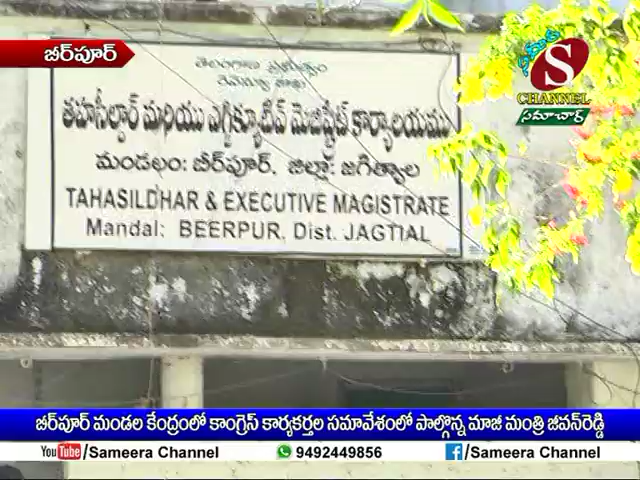 బీర్‌పూర్
తెలంగాణ ప్రభుత్వం
రెవెన్యూ శాఖ
తహసీల్దార్ మరియు ఎగ్జిక్యూటివ్ మెజిస్ట్రేట్ కార్యాలయము
మండలం: బీర్‌పూర్. జిల్లా: జగిత్యాల
TAHASILDHAR & EXECUTIVE MAGISTRATE
Mandal: BEERPUR, Dist. JAGTIAL
S
CHANNEL
సమాచార్
బీర్‌పూర్ మండల కేంద్రంలో కాంగ్రెస్ కార్యకర్తల సమావేశంలో పాల్గొన్న మాజీ మంత్రి జీవన్‌రెడ్డి
YouTube /Sameera Channel 9492449856 f /Sameera Channel